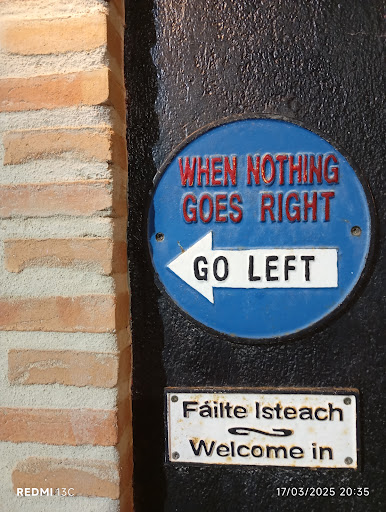 WHEN NOTHING
GOES RIGHT
GO LEFT
Fáilte Isteach
Welcome in
REDMI 13C
17/03/2025 20:35